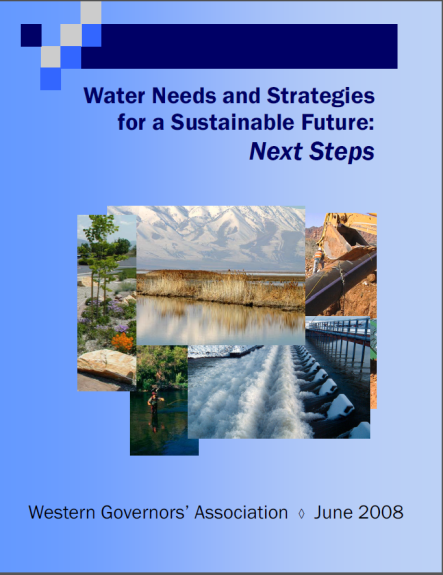 Water Needs and Strategies
for a Sustainable Future:
Next Steps
Western Governors' Association ◊ June 2008